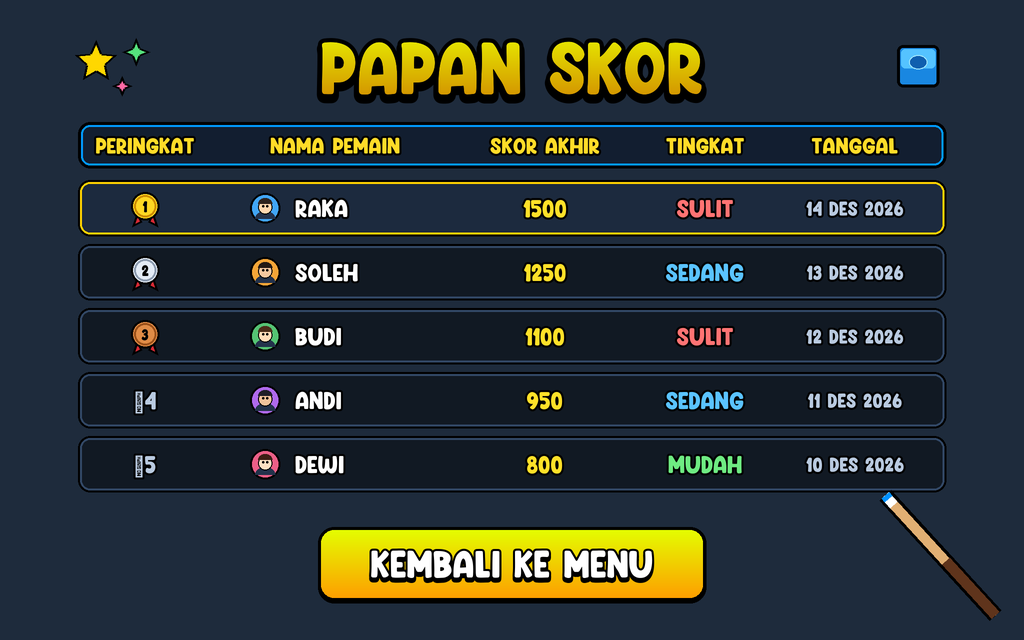 PAPAN SKOR
PERINGKAT NAMA PEMAIN SKOR AKHIR TINGKAT TANGGAL
1 RAKA 1500 SULIT 14 DES 2026
2 SOLEH 1250 SEDANG 13 DES 2026
3 BUDI 1100 SULIT 12 DES 2026
4 ANDI 950 SEDANG 11 DES 2026
5 DEWI 800 MUDAH 10 DES 2026
KEMBALI KE MENU